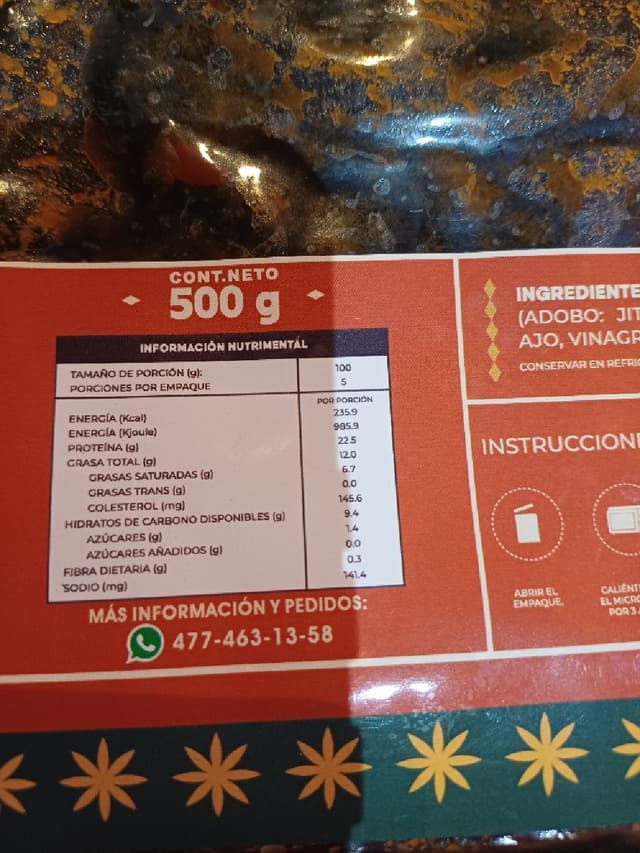 CONT.NETO
500 g
INFORMACIÓN NUTRIMENTAL
TAMAÑO DE PORCIÓN (g): 100
PORCIONES POR EMPAQUE 5
POR PORCIÓN
ENERGÍA (Kcal) 235.9
ENERGÍA (Kjoule) 985.9
PROTEÍNA (g) 22.5
GRASA TOTAL (g) 12.0
GRASAS SATURADAS (g) 6.7
GRASAS TRANS (g) 0.0
COLESTEROL (mg) 145.6
HIDRATOS DE CARBONO DISPONIBLES (g) 9.4
AZÚCARES (g) 1.4
AZÚCARES AÑADIDOS (g) 0.0
FIBRA DIETARIA (g) 0.3
SODIO (mg) 141.4
MÁS INFORMACIÓN Y PEDIDOS:
477-463-13-58
INGREDIENTE
(ADOBO: JIT
AJO, VINAGR
CONSERVAR EN REFRI
INSTRUCCION
ABRIR EL
EMPAQUE.
CALIÉNT
EL MICRO
POR 3